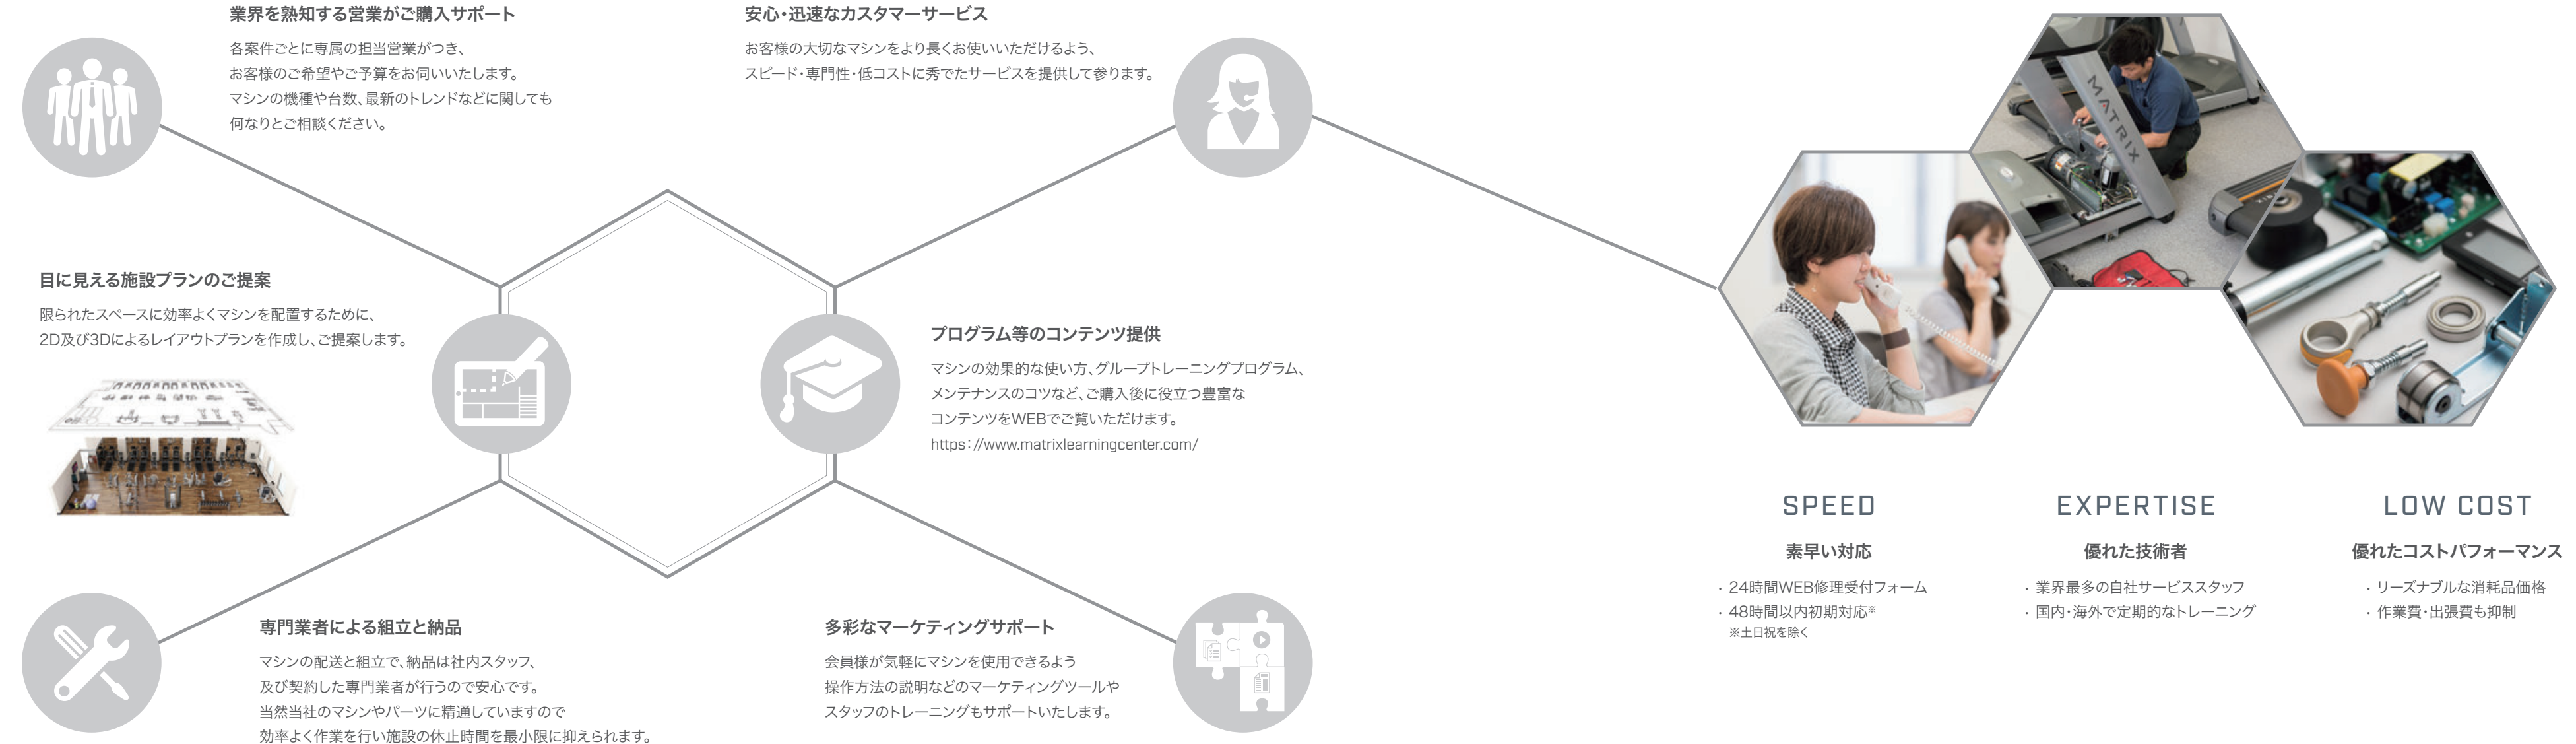 業界を熟知する営業がご購入サポート
各案件ごとに専属の担当営業がつき、
お客様のご希望やご予算をお伺いいたします。
マシンの機種や台数、最新のトレンドなどに関しても
何なりとご相談ください。
安心・迅速なカスタマーサービス
お客様の大切なマシンをより長くお使いいただけるよう、
スピード・専門性・低コストに秀でたサービスを提供して参ります。
目に見える施設プランのご提案
限られたスペースに効率よくマシンを配置するために、
2D及び3Dによるレイアウトプランを作成し、ご提案します。
プログラム等のコンテンツ提供
マシンの効果的な使い方、グループトレーニングプログラム、
メンテナンスのコツなど、ご購入後に役立つ豊富な
コンテンツをWEBでご覧いただけます。
https://www.matrixlearningcenter.com/
専門業者による組立と納品
マシンの配送と組立で、納品は社内スタッフ、
及び契約した専門業者が行うので安心です。
当然当社のマシンやパーツに精通していますので
効率よく作業を行い施設の休止時間を最小限に抑えられます。
多彩なマーケティングサポート
会員様が気軽にマシンを使用できるよう
操作方法の説明などのマーケティングツールや
スタッフのトレーニングもサポートいたします。
MATRIX
SPEED
素早い対応
・24時間WEB修理受付フォーム
・48時間以内初期対応※
※土日祝を除く
EXPERTISE
優れた技術者
・業界最多の自社サービススタッフ
・国内・海外で定期的なトレーニング
LOW COST
優れたコストパフォーマンス
・リーズナブルな消耗品価格
・作業費・出張費も抑制